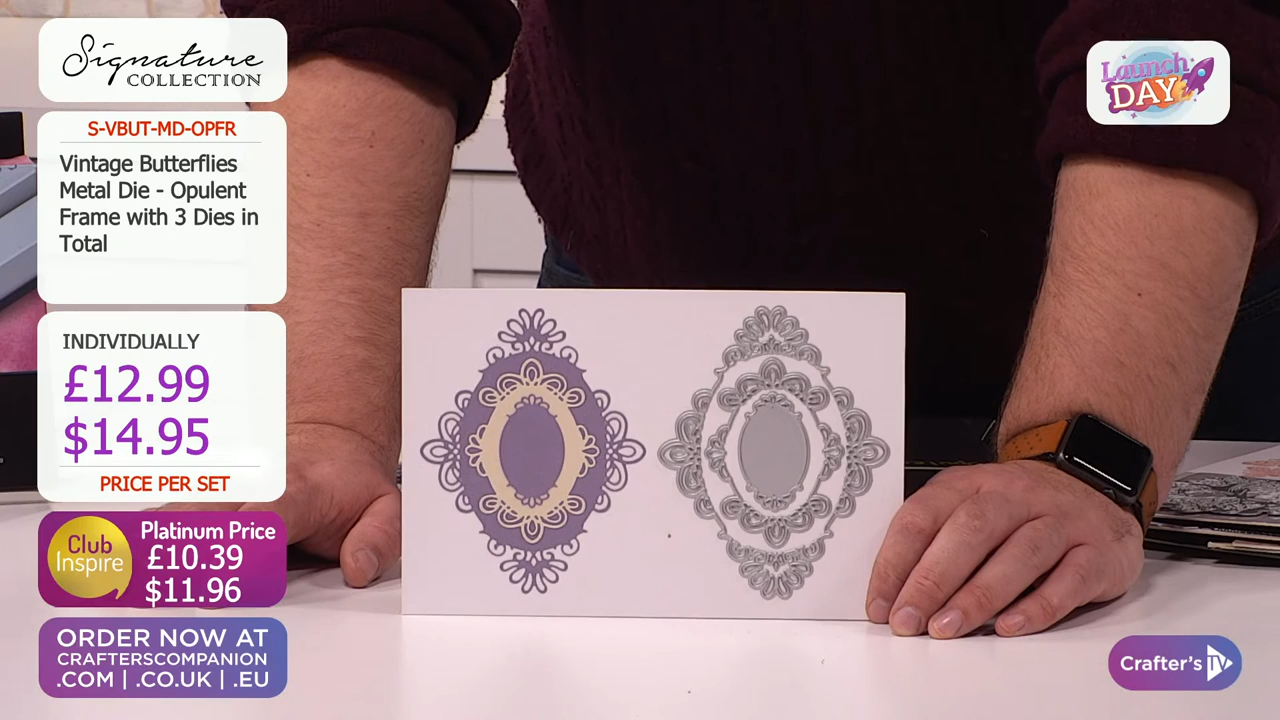 Signature
COLLECTION
S-VBUT-MD-OPFR
Vintage Butterflies
Metal Die - Opulent
Frame with 3 Dies in
Total
INDIVIDUALLY
£12.99
$14.95
PRICE PER SET
Club
Inspire
Platinum Price
£10.39
$11.96
ORDER NOW AT
CRAFTERSCOMPANION
.COM | .CO.UK | .EU
Launch
DAY
Crafter's TV